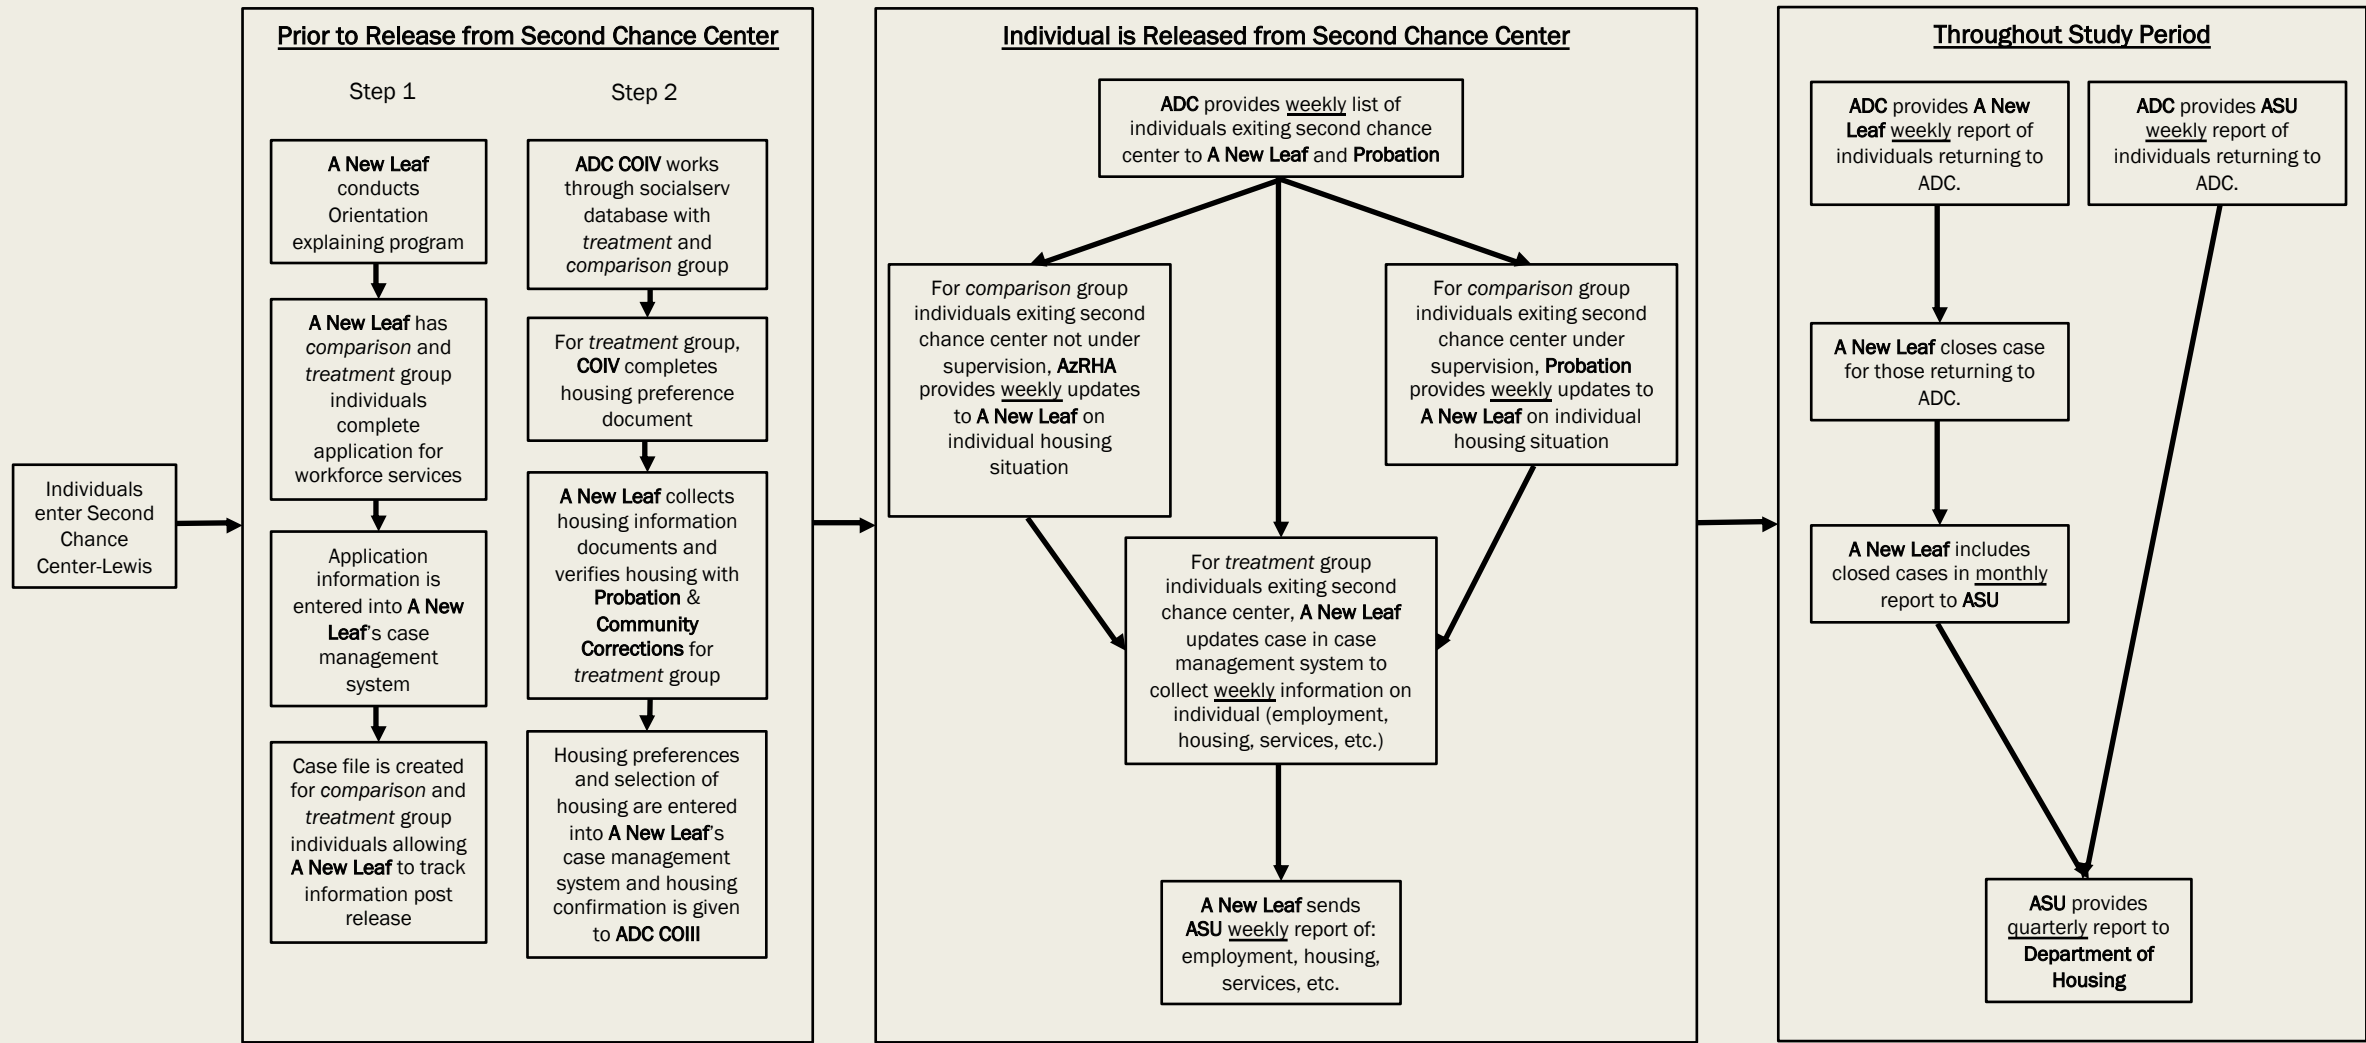 Individuals
enter Second
Chance
Center-Lewis
Prior to Release from Second Chance Center
Step 1
A New Leaf
conducts
Orientation
explaining program
A New Leaf has
comparison and
treatment group
individuals
complete
application for
workforce services
Application
information is
entered into A New
Leaf's case
management
system
Case file is created
for comparison and
treatment group
individuals allowing
A New Leaf to track
information post
release
Step 2
ADC COIV works
through socialserv
database with
treatment and
comparison group
For treatment group,
COIV completes
housing preference
document
A New Leaf collects
housing information
documents and
verifies housing with
Probation &
Community
Corrections for
treatment group
Housing preferences
and selection of
housing are entered
into A New Leaf's
case management
system and housing
confirmation is given
to ADC COIII
Individual is Released from Second Chance Center
ADC provides weekly list of
individuals exiting second chance
center to A New Leaf and Probation
For comparison group
individuals exiting second
chance center not under
supervision, AzRHA
provides weekly updates
to A New Leaf on
individual housing
situation
For comparison group
individuals exiting second
chance center under
supervision, Probation
provides weekly updates to
A New Leaf on individual
housing situation
For treatment group
individuals exiting second
chance center, A New Leaf
updates case in case
management system to
collect weekly information on
individual (employment,
housing, services, etc.)
A New Leaf sends
ASU weekly report of:
employment, housing,
services, etc.
Throughout Study Period
ADC provides A New
Leaf weekly report of
individuals returning to
ADC.
ADC provides ASU
weekly report of
individuals returning to
ADC.
A New Leaf closes case
for those returning to
ADC.
A New Leaf includes
closed cases in monthly
report to ASU
ASU provides
quarterly report to
Department of
Housing